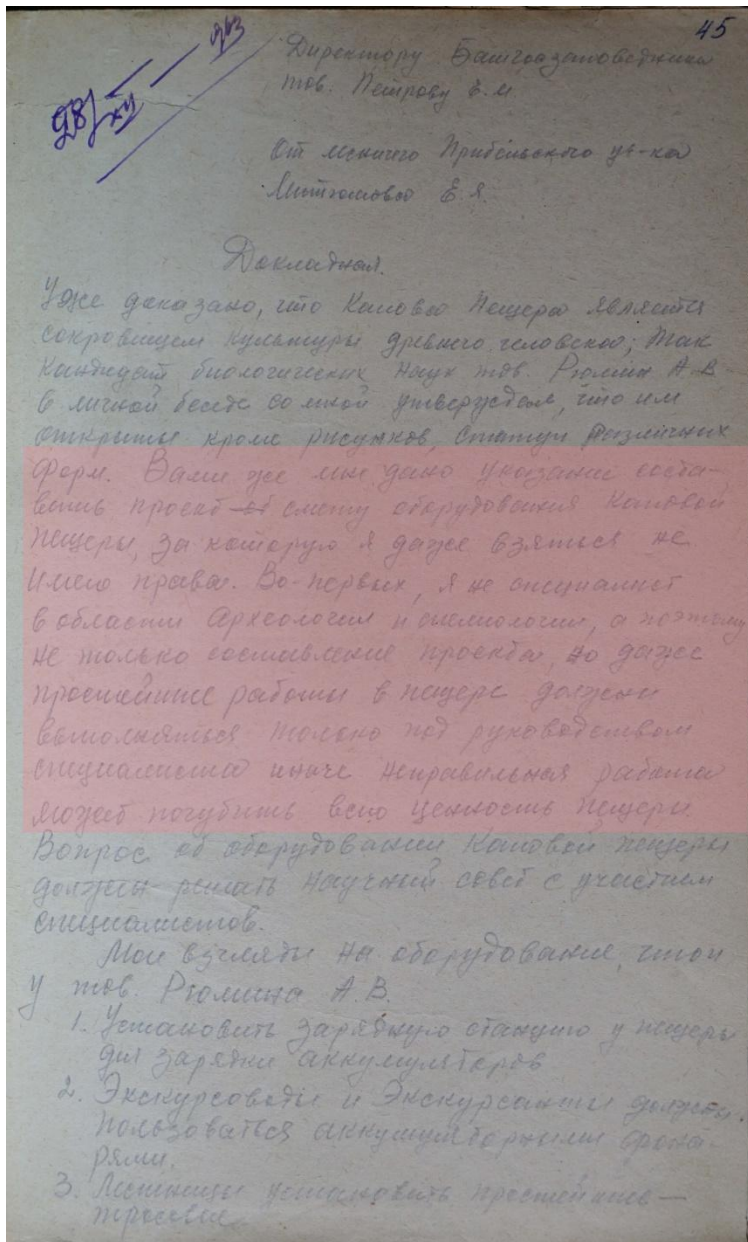 45
28/XII — 963
Директору Башгосзаповедника
тов. Петрову Е.М.
От лесничего Прибельского уч-ка
Е.Я.
Докладная.
Уже доказано, что Капова Пещера является
сокровищем культуры древнего человека; Так
Кандидат биологических наук тов. Рюмин А.В
в личной беседе со мной утверждал, что им
открыты кроме рисунков, статуи различных
форм. Вами же мне дано указание соста-
вить проект смету оборудования Каповой
Пещеры, за которую я даже взяться не
имею права. Во-первых, я не специалист
в области Археологии и спелиологии, а поэтому
не только составление проекта, но даже
простейшие работы в пещере должны
выполняться только под руководством
специалиста иначе неправильная работа
может погубить всю ценность пещеры.
Вопрос об оборудовании Каповой пещеры
должен решать научный совет с участием
специалистов.
Мои взгляды на оборудование, что и
у тов. Рюмина А.В.
1. Установить зарядную станцию у пещеры
для зарядки аккумуляторов
2. Экскурсоводы и Экскурсанты должны
пользоваться аккумуляторными фона-
рями.
3. Лестницы установить простейшие —
тросовые